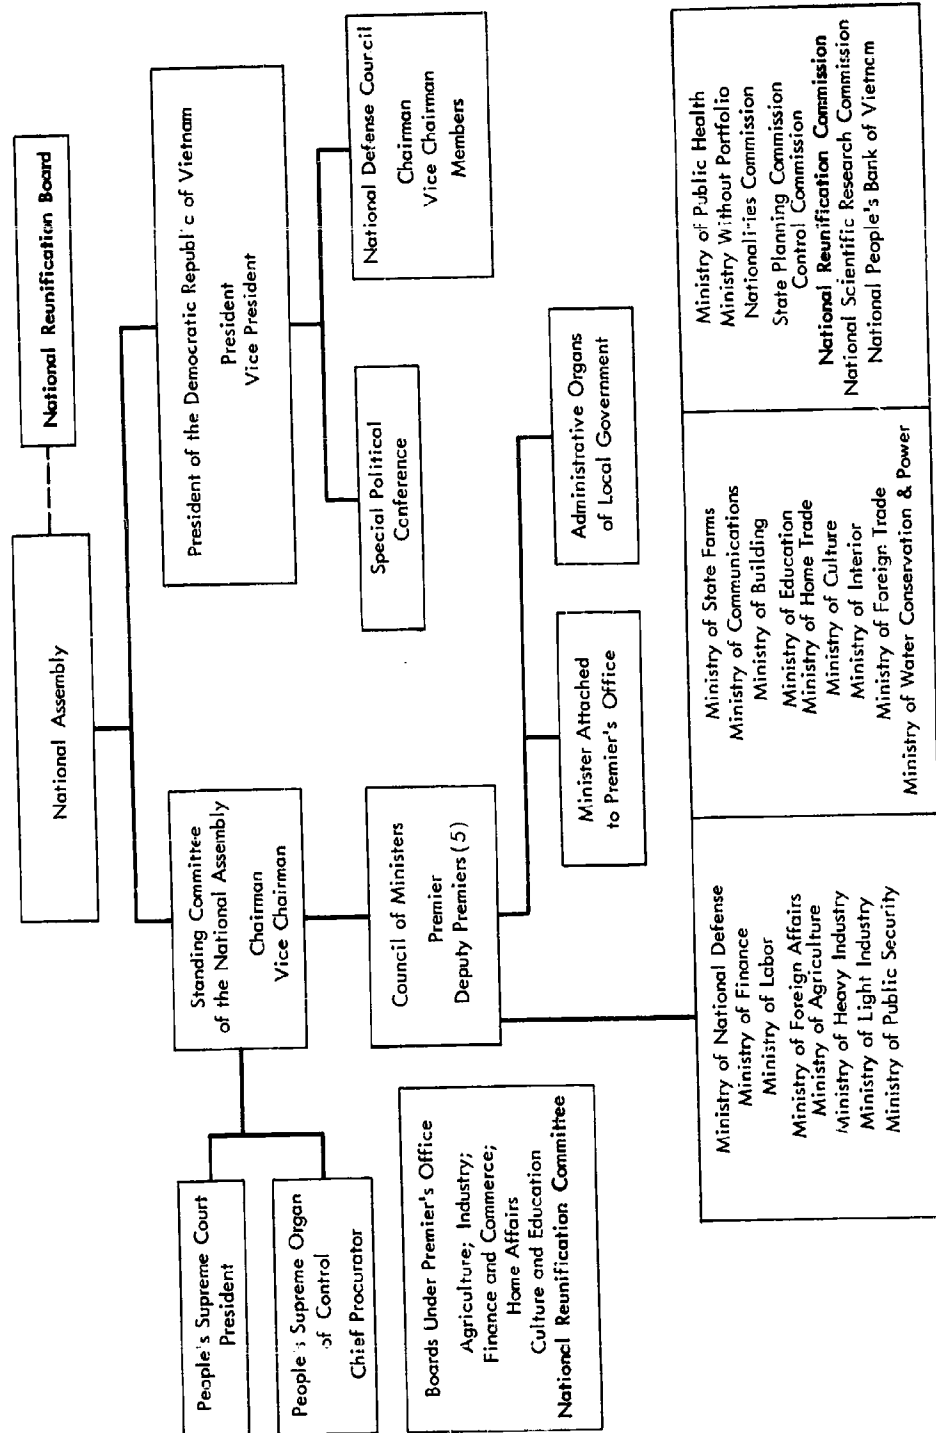 National Assembly
National Reunification Board
Standing Committee
of the National Assembly
Chairman
Vice Chairman
President of the Democratic Republic of Vietnam
President
Vice President
People's Supreme Court
President
People's Supreme Organ
of Control
Chief Procurator
Council of Ministers
Premier
Deputy Premiers (5)
Special Political
Conference
National Defense Council
Chairman
Vice Chairman
Members
Boards Under Premier's Office
Agriculture; Industry;
Finance and Commerce;
Home Affairs
Culture and Education
National Reunification Committee
Minister Attached
to Premier's Office
Administrative Organs
of Local Government
Ministry of National Defense
Ministry of Finance
Ministry of Labor
Ministry of Foreign Affairs
Ministry of Agriculture
Ministry of Heavy Industry
Ministry of Light Industry
Ministry of Public Security
Ministry of State Farms
Ministry of Communications
Ministry of Building
Ministry of Education
Ministry of Home Trade
Ministry of Culture
Ministry of Interior
Ministry of Foreign Trade
Ministry of Water Conservation & Power
Ministry of Public Health
Ministry Without Portfolio
Nationalities Commission
State Planning Commission
Control Commission
National Reunification Commission
National Scientific Research Commission
National People's Bank of Vietnam